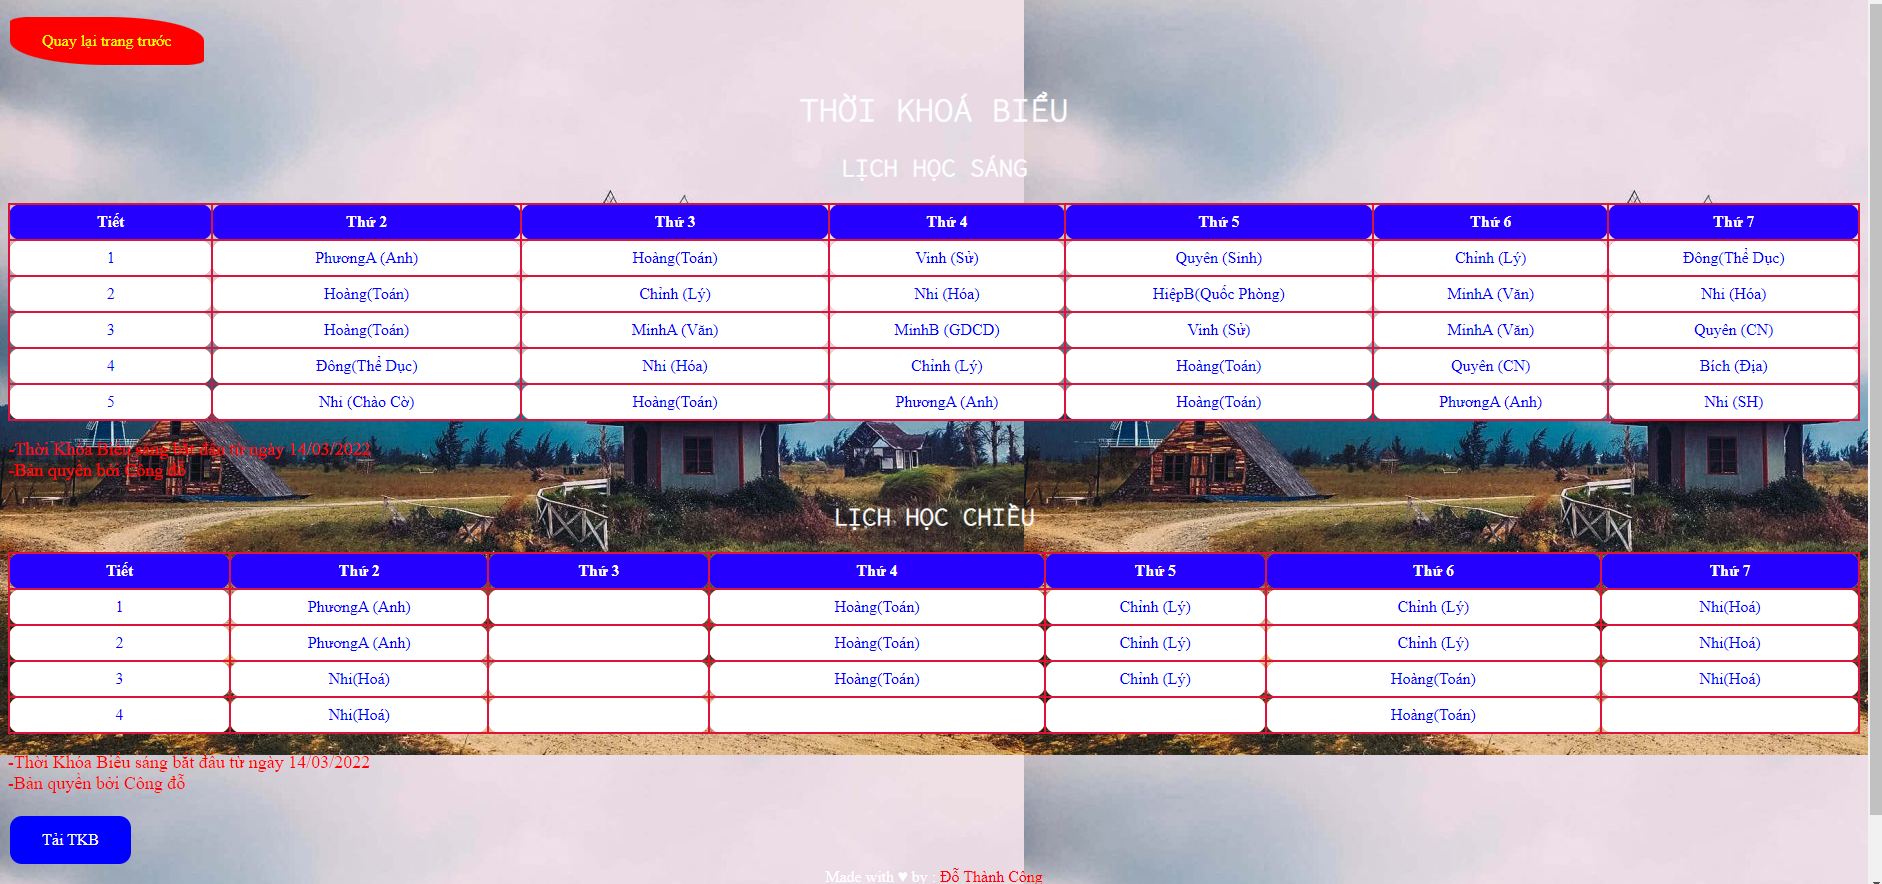 Quay lại trang trước
THỜI KHOÁ BIỂU
LỊCH HỌC SÁNG
Tiết Thứ 2 Thứ 3 Thứ 4 Thứ 5 Thứ 6 Thứ 7
1 PhươngA (Anh) Hoàng(Toán) Vinh (Sử) Quyên (Sinh) Chỉnh (Lý) Đông(Thể Dục)
2 Hoàng(Toán) Chỉnh (Lý) Nhi (Hóa) HiệpB(Quốc Phòng) MinhA (Văn) Nhi (Hóa)
3 Hoàng(Toán) MinhA (Văn) MinhB (GDCD) Vinh (Sử) MinhA (Văn) Quyên (CN)
4 Đông(Thể Dục) Nhi (Hóa) Chỉnh (Lý) Hoàng(Toán) Quyên (CN) Bích (Địa)
5 Nhi (Chào Cờ) Hoàng(Toán) PhươngA (Anh) Hoàng(Toán) PhươngA (Anh) Nhi (SH)
-Thời Khóa Biểu sáng bắt đầu từ ngày 14/03/2022
-Bản quyền bởi Công đỗ
LỊCH HỌC CHIỀU
Tiết Thứ 2 Thứ 3 Thứ 4 Thứ 5 Thứ 6 Thứ 7
1 PhươngA (Anh) Hoàng(Toán) Chỉnh (Lý) Chỉnh (Lý) Nhi(Hoá)
2 PhươngA (Anh) Hoàng(Toán) Chỉnh (Lý) Chỉnh (Lý) Nhi(Hoá)
3 Nhi(Hoá) Hoàng(Toán) Chỉnh (Lý) Hoàng(Toán) Nhi(Hoá)
4 Nhi(Hoá) Hoàng(Toán)
-Thời Khóa Biểu sáng bắt đầu từ ngày 14/03/2022
-Bản quyền bởi Công đỗ
Tải TKB
Made with ♥ by : Đỗ Thành Công